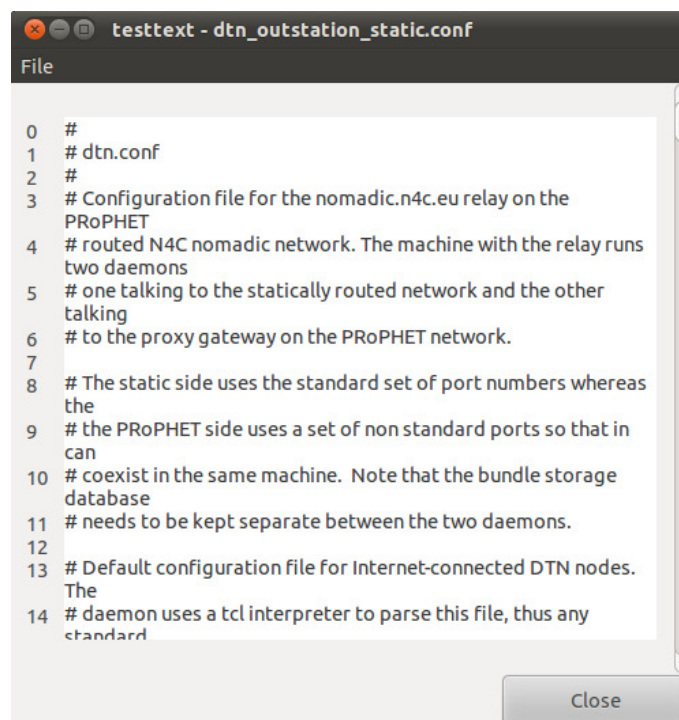 testtext - dtn_outstation_static.conf
File
0 #
1 # dtn.conf
2 #
3 # Configuration file for the nomadic.n4c.eu relay on the
PRoPHET
4 # routed N4C nomadic network. The machine with the relay runs
two daemons
5 # one talking to the statically routed network and the other
talking
6 # to the proxy gateway on the PRoPHET network.
7
8 # The static side uses the standard set of port numbers whereas
the
9 # the PRoPHET side uses a set of non standard ports so that in
can
10 # coexist in the same machine.  Note that the bundle storage
database
11 # needs to be kept separate between the two daemons.
12
13 # Default configuration file for Internet-connected DTN nodes.
The
14 # daemon uses a tcl interpreter to parse this file, thus any
standard
Close